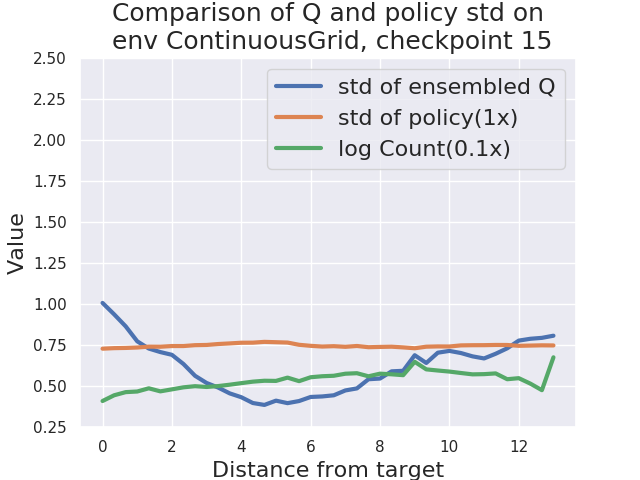 Comparison of Q and policy std on
env ContinuousGrid, checkpoint 15
2.50
2.25
2.00
1.75
1.50
1.25
1.00
0.75
0.50
0.25
Value
std of ensembled Q
std of policy(1x)
log Count(0.1x)
0 2 4 6 8 10 12
Distance from target